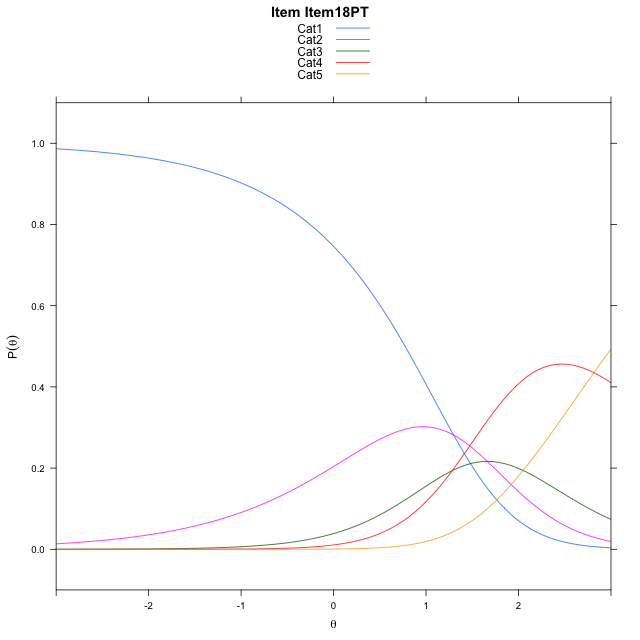 Item Item18PT
Cat1
Cat2
Cat3
Cat4
Cat5
1.0
0.8
0.6
0.4
0.2
0.0
P(θ)
-2 -1 0 1 2
θ